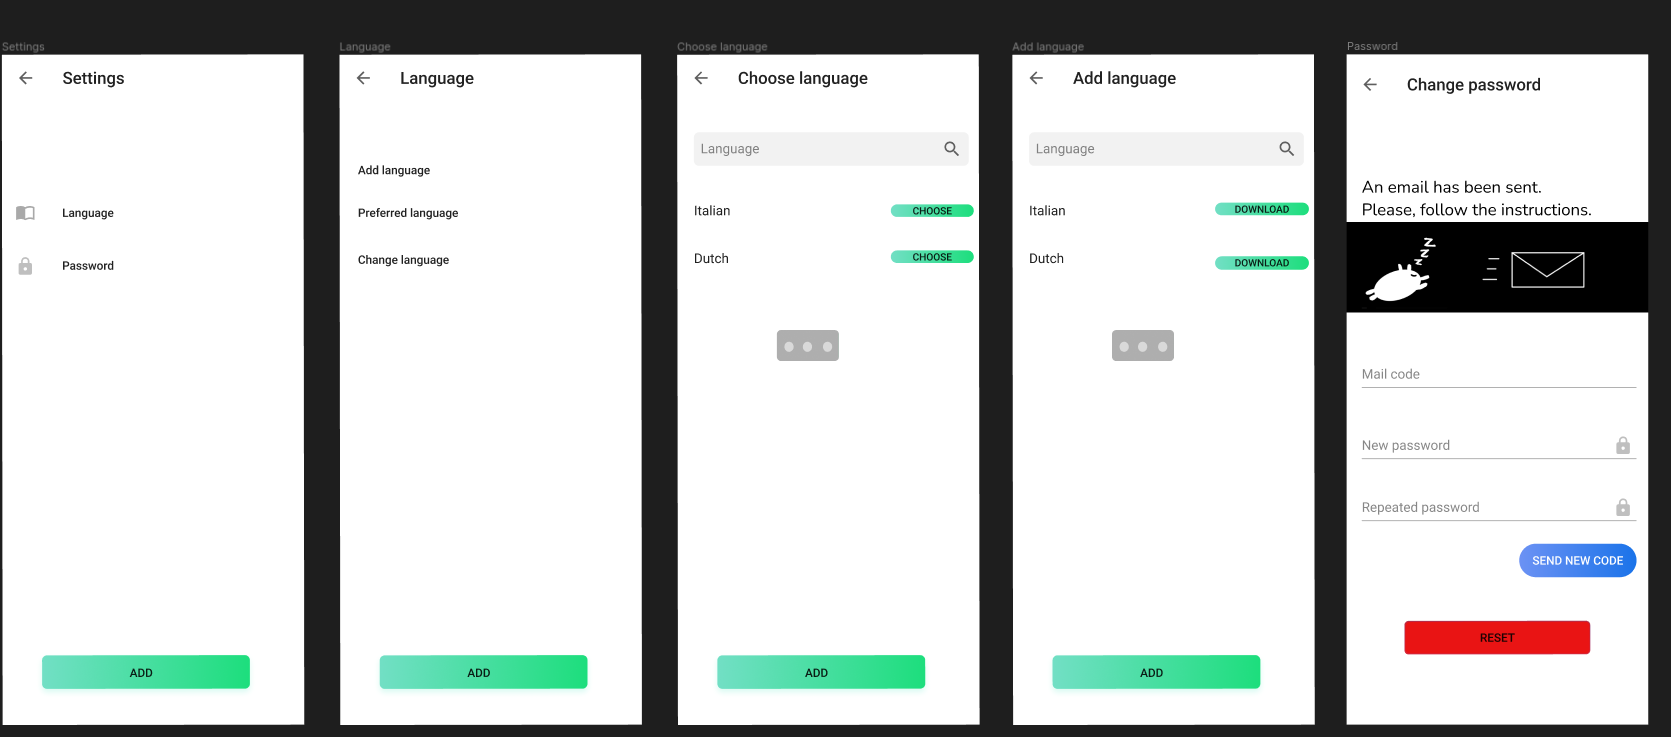 Settings
Settings
Language
Password
ADD
Language
Language
Add language
Preferred language
Change language
ADD
Choose language
Choose language
Language
Italian CHOOSE
Dutch CHOOSE
ADD
Add language
Add language
Language
Italian DOWNLOAD
Dutch DOWNLOAD
ADD
Password
Change password
An email has been sent.
Please, follow the instructions.
z z z z
Mail code
New password
Repeated password
SEND NEW CODE
RESET